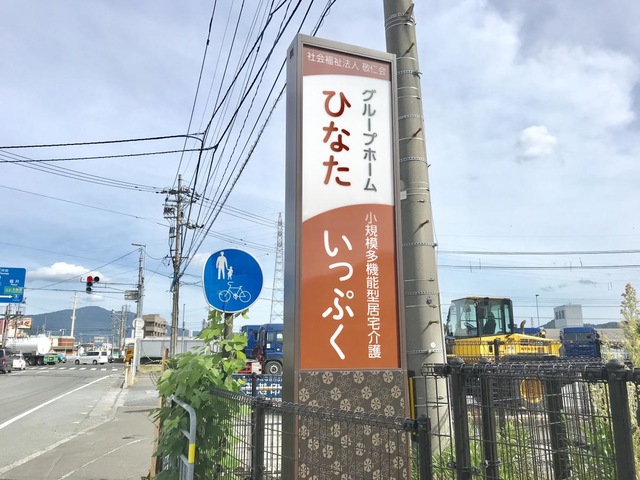 社会福祉法人 敬仁会
グループホーム
ひなた
小規模多機能型居宅介護
いっぷく